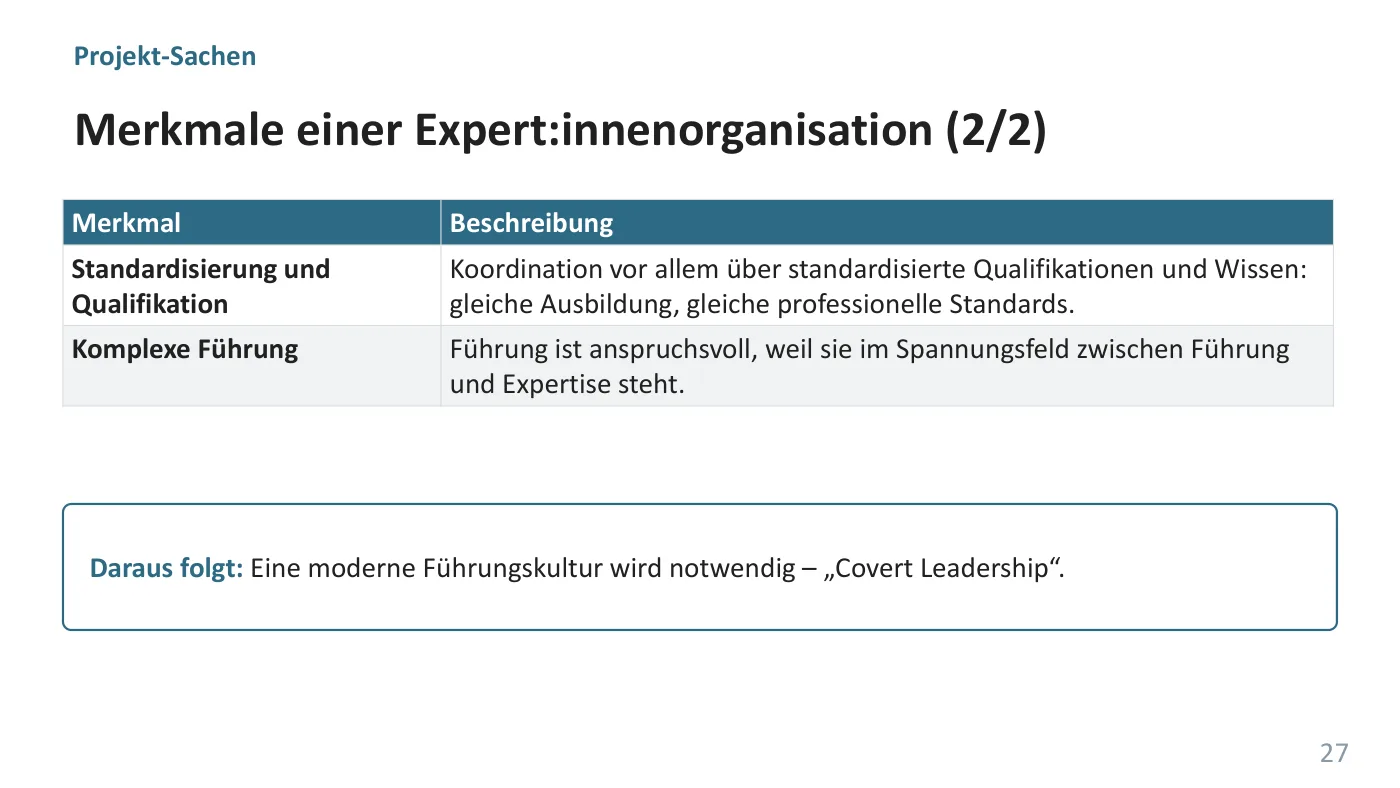 Projekt-Sachen
Merkmale einer Expert:innenorganisation (2/2)
Merkmal
Beschreibung
Standardisierung und
Qualifikation
Koordination vor allem über standardisierte Qualifikationen und Wissen:
gleiche Ausbildung, gleiche professionelle Standards.
Komplexe Führung
Führung ist anspruchsvoll, weil sie im Spannungsfeld zwischen Führung
und Expertise steht.
Daraus folgt: Eine moderne Führungskultur wird notwendig – „Covert Leadership“.
27